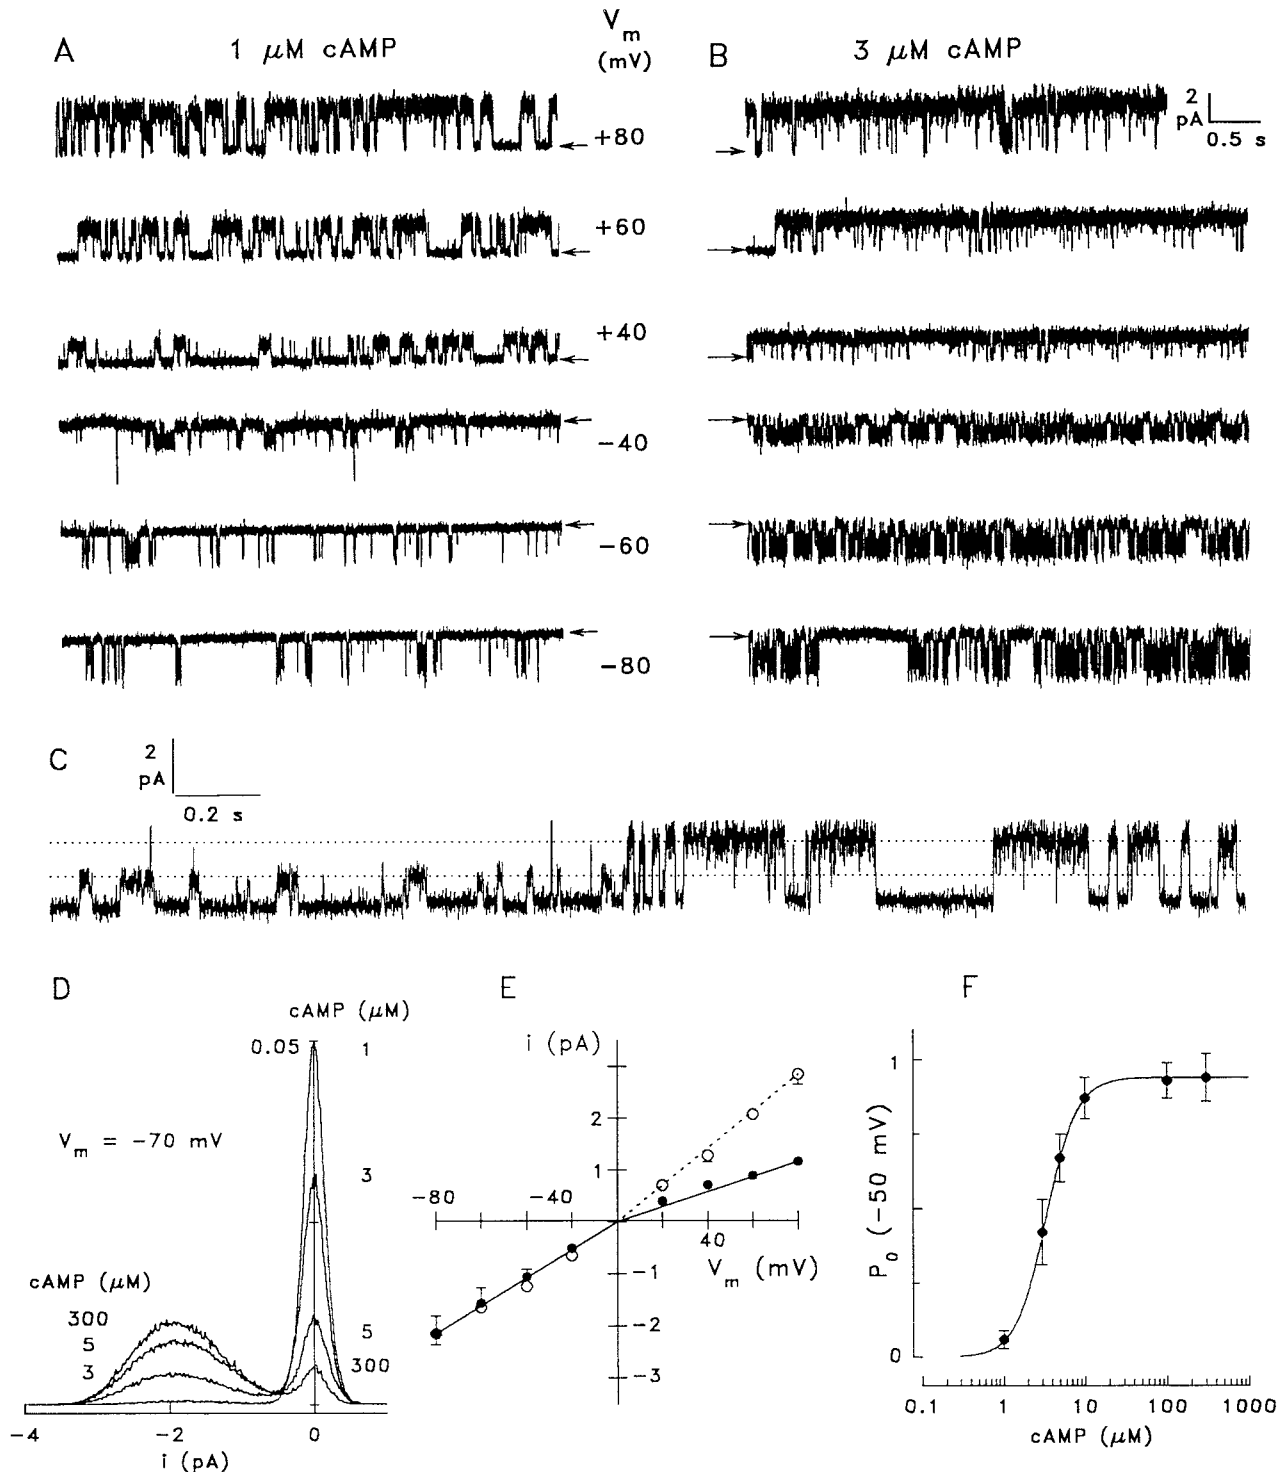 A
1 μM cAMP
V_m
(mV)
B
3 μM cAMP
2
pA
0.5 s
+80
+60
+40
−40
−60
−80
C
2
pA
0.2 s
D
cAMP (μM)
0.05
1
V_m = −70 mV
3
cAMP (μM)
300
5
3
5
300
−4
−2
0
i (pA)
E
i (pA)
2
1
−80
−40
40
V_m (mV)
−1
−2
−3
F
1
P_0 (−50 mV)
0
0.1
1
10
100
1000
cAMP (μM)